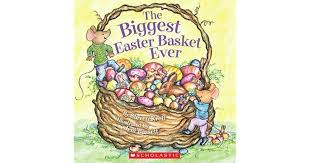 The
Biggest
Easter Basket
Ever
SCHOLASTIC